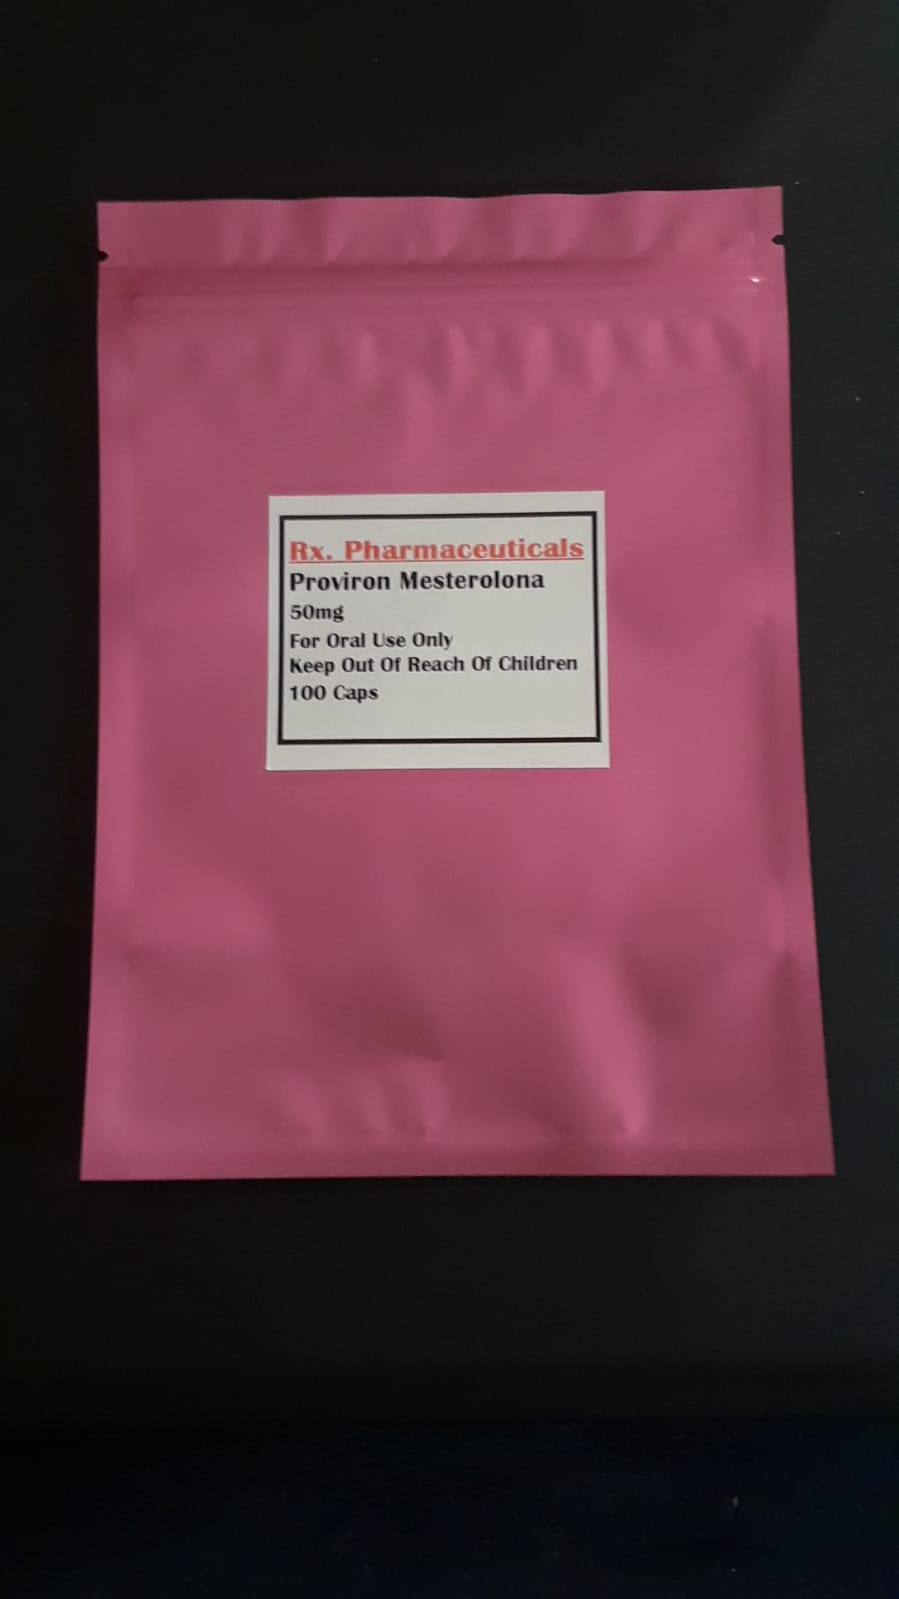 Rx. Pharmaceuticals
Proviron Mesterolona
50mg
For Oral Use Only
Keep Out Of Reach Of Children
100 Caps